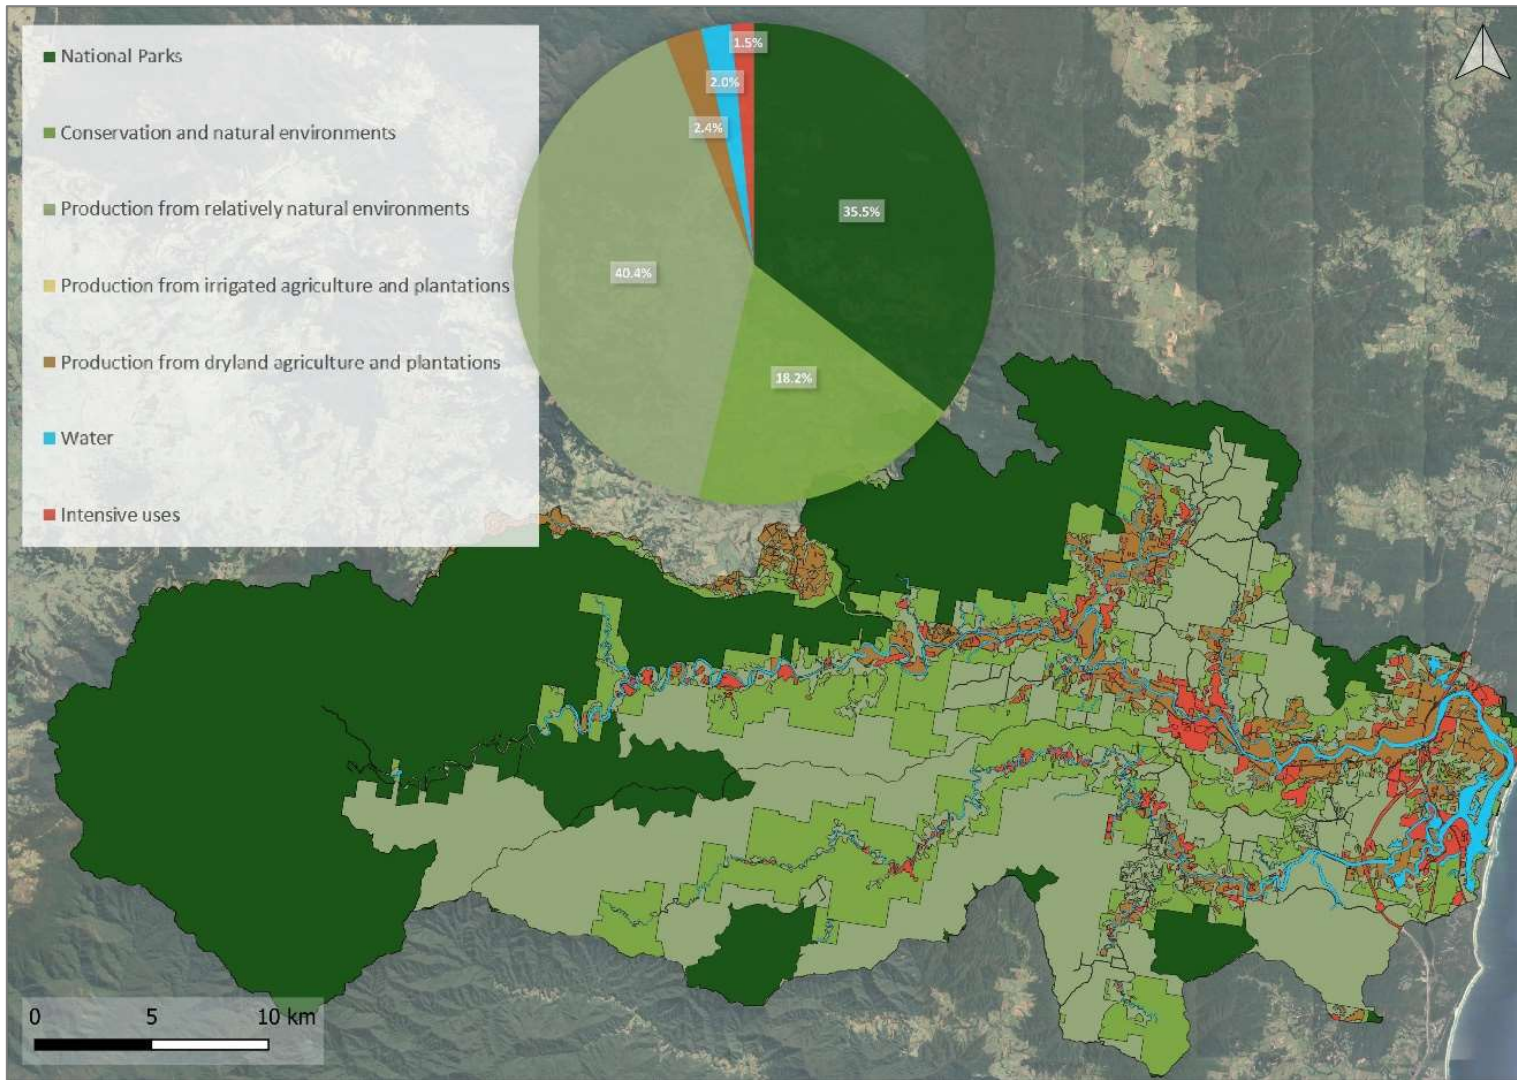 National Parks
Conservation and natural environments
Production from relatively natural environments
Production from irrigated agriculture and plantations
Production from dryland agriculture and plantations
Water
Intensive uses
1.5%
2.0%
2.4%
35.5%
40.4%
18.2%
0 5 10 km